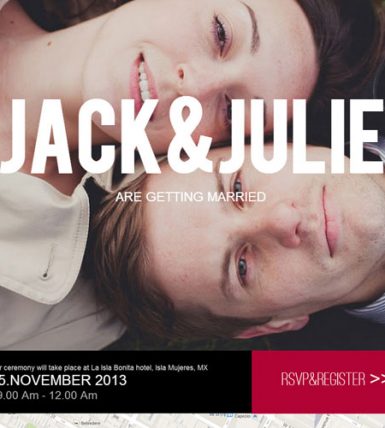 JACK&JULIE
ARE GETTING MARRIED
r ceremony will take place at La Isla Bonita hotel, Isla Mujeres, MX
5.NOVEMBER 2013
9.00 Am - 12.00 Am
RSVP&REGISTER >>